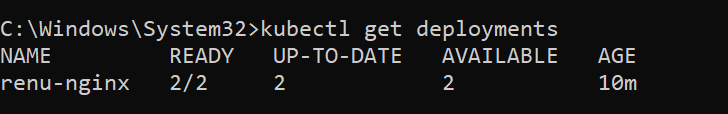 C:\Windows\System32>kubectl get deployments
NAME         READY   UP-TO-DATE   AVAILABLE   AGE
renu-nginx   2/2     2            2           10m